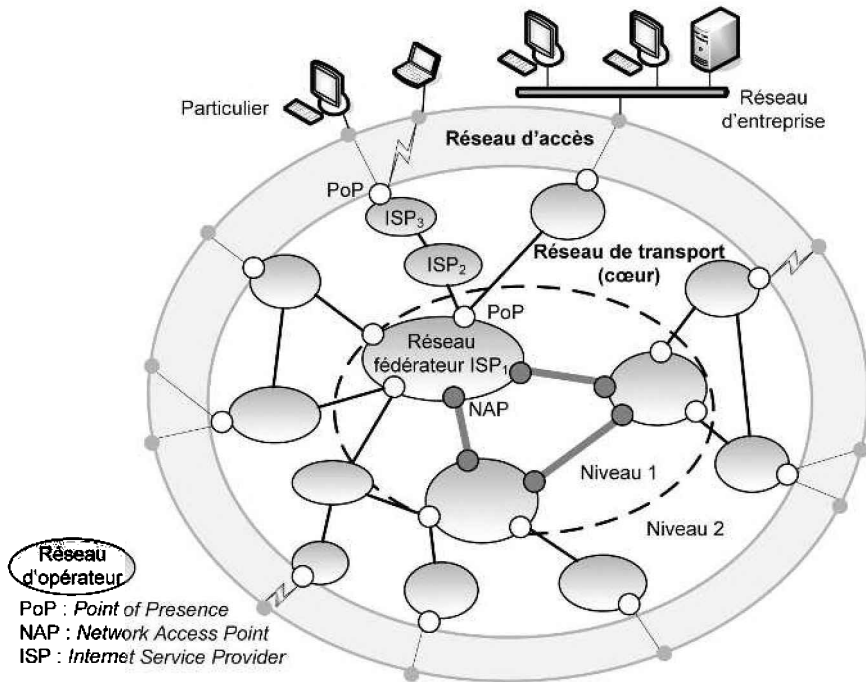 Particulier
Réseau
d'entreprise
Réseau d'accès
PoP
ISP3
ISP2
Réseau de transport
(cœur)
PoP
Réseau
fédérateur ISP1
NAP
Niveau 1
Niveau 2
Réseau
d'opérateur
PoP : Point of Presence
NAP : Network Access Point
ISP : Internet Service Provider